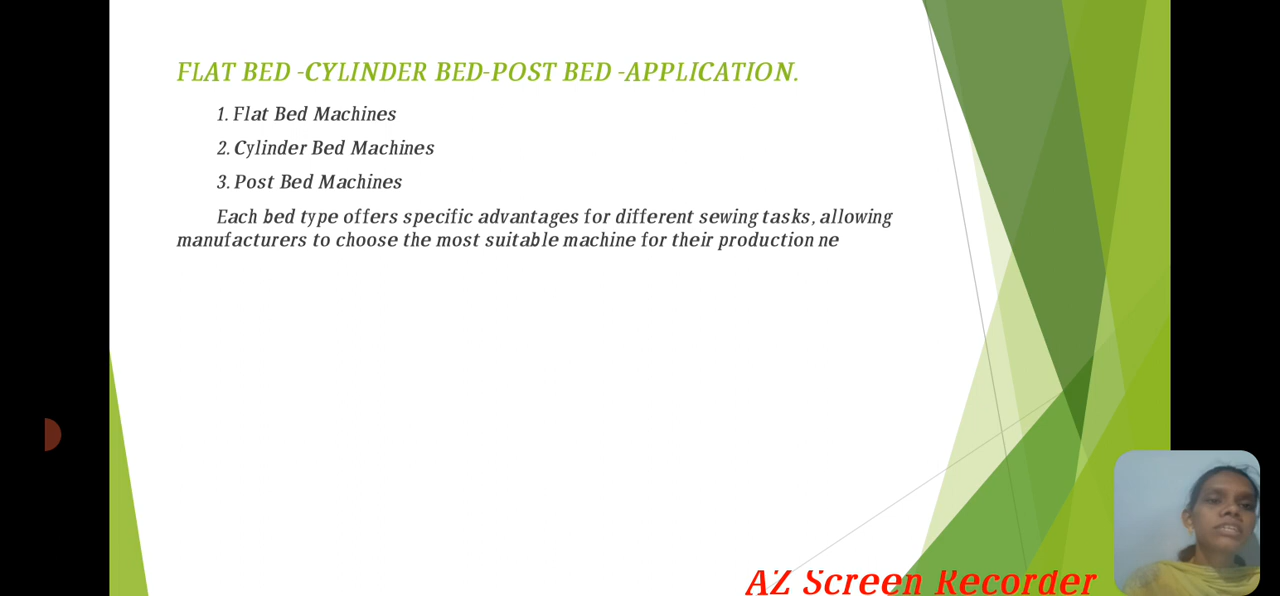 FLAT BED -CYLINDER BED-POST BED -APPLICATION.
1. Flat Bed Machines
2. Cylinder Bed Machines
3. Post Bed Machines
Each bed type offers specific advantages for different sewing tasks, allowing
manufacturers to choose the most suitable machine for their production ne
AZ Screen Recorder